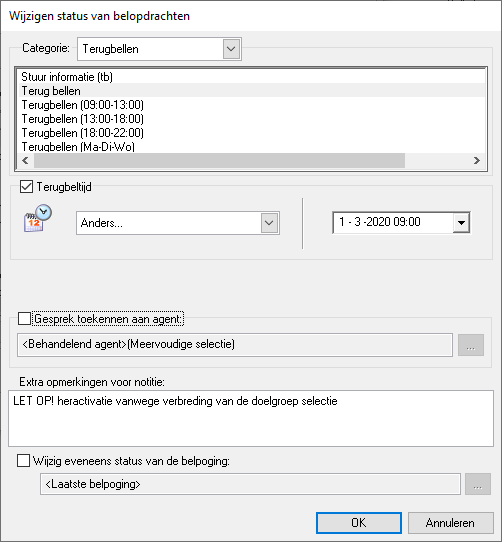 Wijzigen status van belopdrachten
Categorie: Terugbellen
Stuur informatie (tb)
Terug bellen
Terugbellen (09:00-13:00)
Terugbellen (13:00-18:00)
Terugbellen (18:00-22:00)
Terugbellen (Ma-Di-Wo)
Terugbeltijd
12
Anders... 1 - 3 -2020 09:00
Gesprek toekennen aan agent:
<Behandelend agent>(Meervoudige selectie) ...
Extra opmerkingen voor notitie:
LET OP! heractivatie vanwege verbreding van de doelgroep selectie
Wijzig eveneens status van de belpoging:
<Laatste belpoging> ...
OK Annuleren